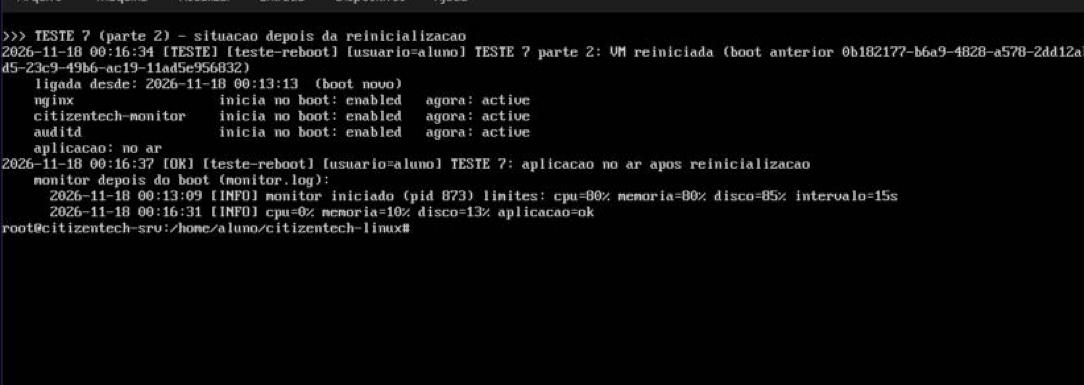 >>> TESTE 7 (parte 2) - situacao depois da reinicializacao
2026-11-18 00:16:34 [TESTE] [teste-reboot] [usuario=aluno] TESTE 7 parte 2: VM reiniciada (boot anterior 0b182177-b6a9-4828-a578-2dd12a
d5-23c9-49b6-ac19-11ad5e956832)
    ligada desde: 2026-11-18 00:13:13  (boot novo)
    nginx                  inicia no boot: enabled   agora: active
    citizentech-monitor    inicia no boot: enabled   agora: active
    auditd                 inicia no boot: enabled   agora: active
    aplicacao: no ar
2026-11-18 00:16:37 [OK] [teste-reboot] [usuario=aluno] TESTE 7: aplicacao no ar apos reinicializacao
    monitor depois do boot (monitor.log):
      2026-11-18 00:13:09 [INFO] monitor iniciado (pid 873) limites: cpu=80% memoria=80% disco=85% intervalo=15s
      2026-11-18 00:16:31 [INFO] cpu=0% memoria=10% disco=13% aplicacao=ok
root@citizentech-srv:/home/aluno/citizentech-linux#